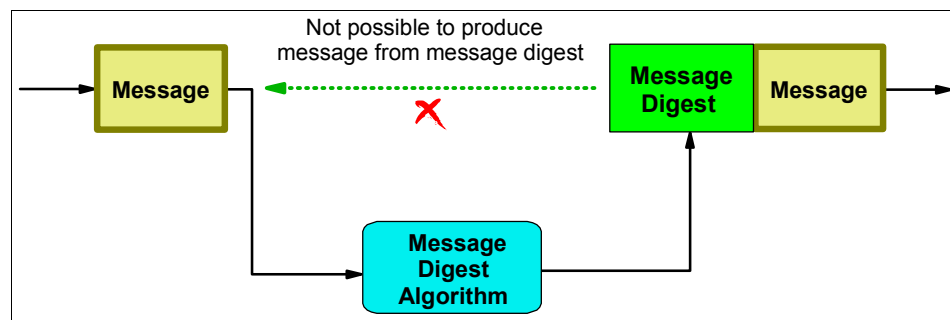 Not possible to produce
message from message digest
Message
Message
Digest
Message
Message
Digest
Algorithm